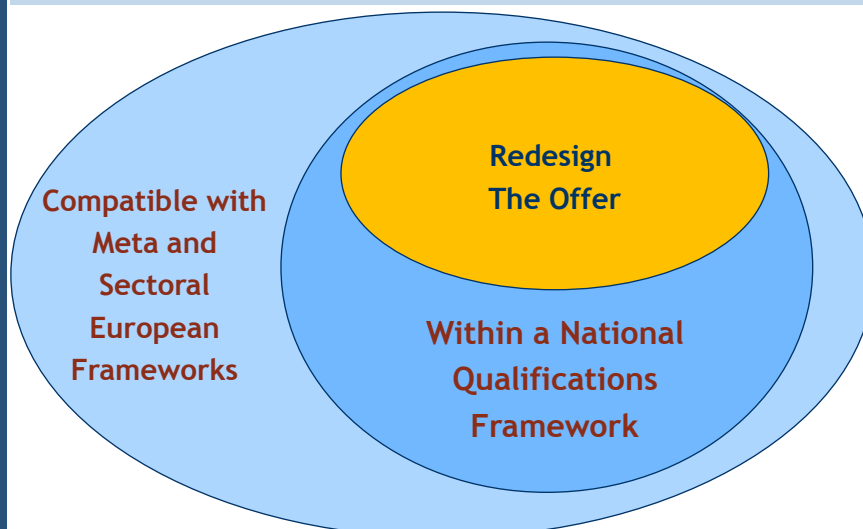 Redesign
The Offer
Compatible with
Meta and
Sectoral
European
Frameworks
Within a National
Qualifications
Framework